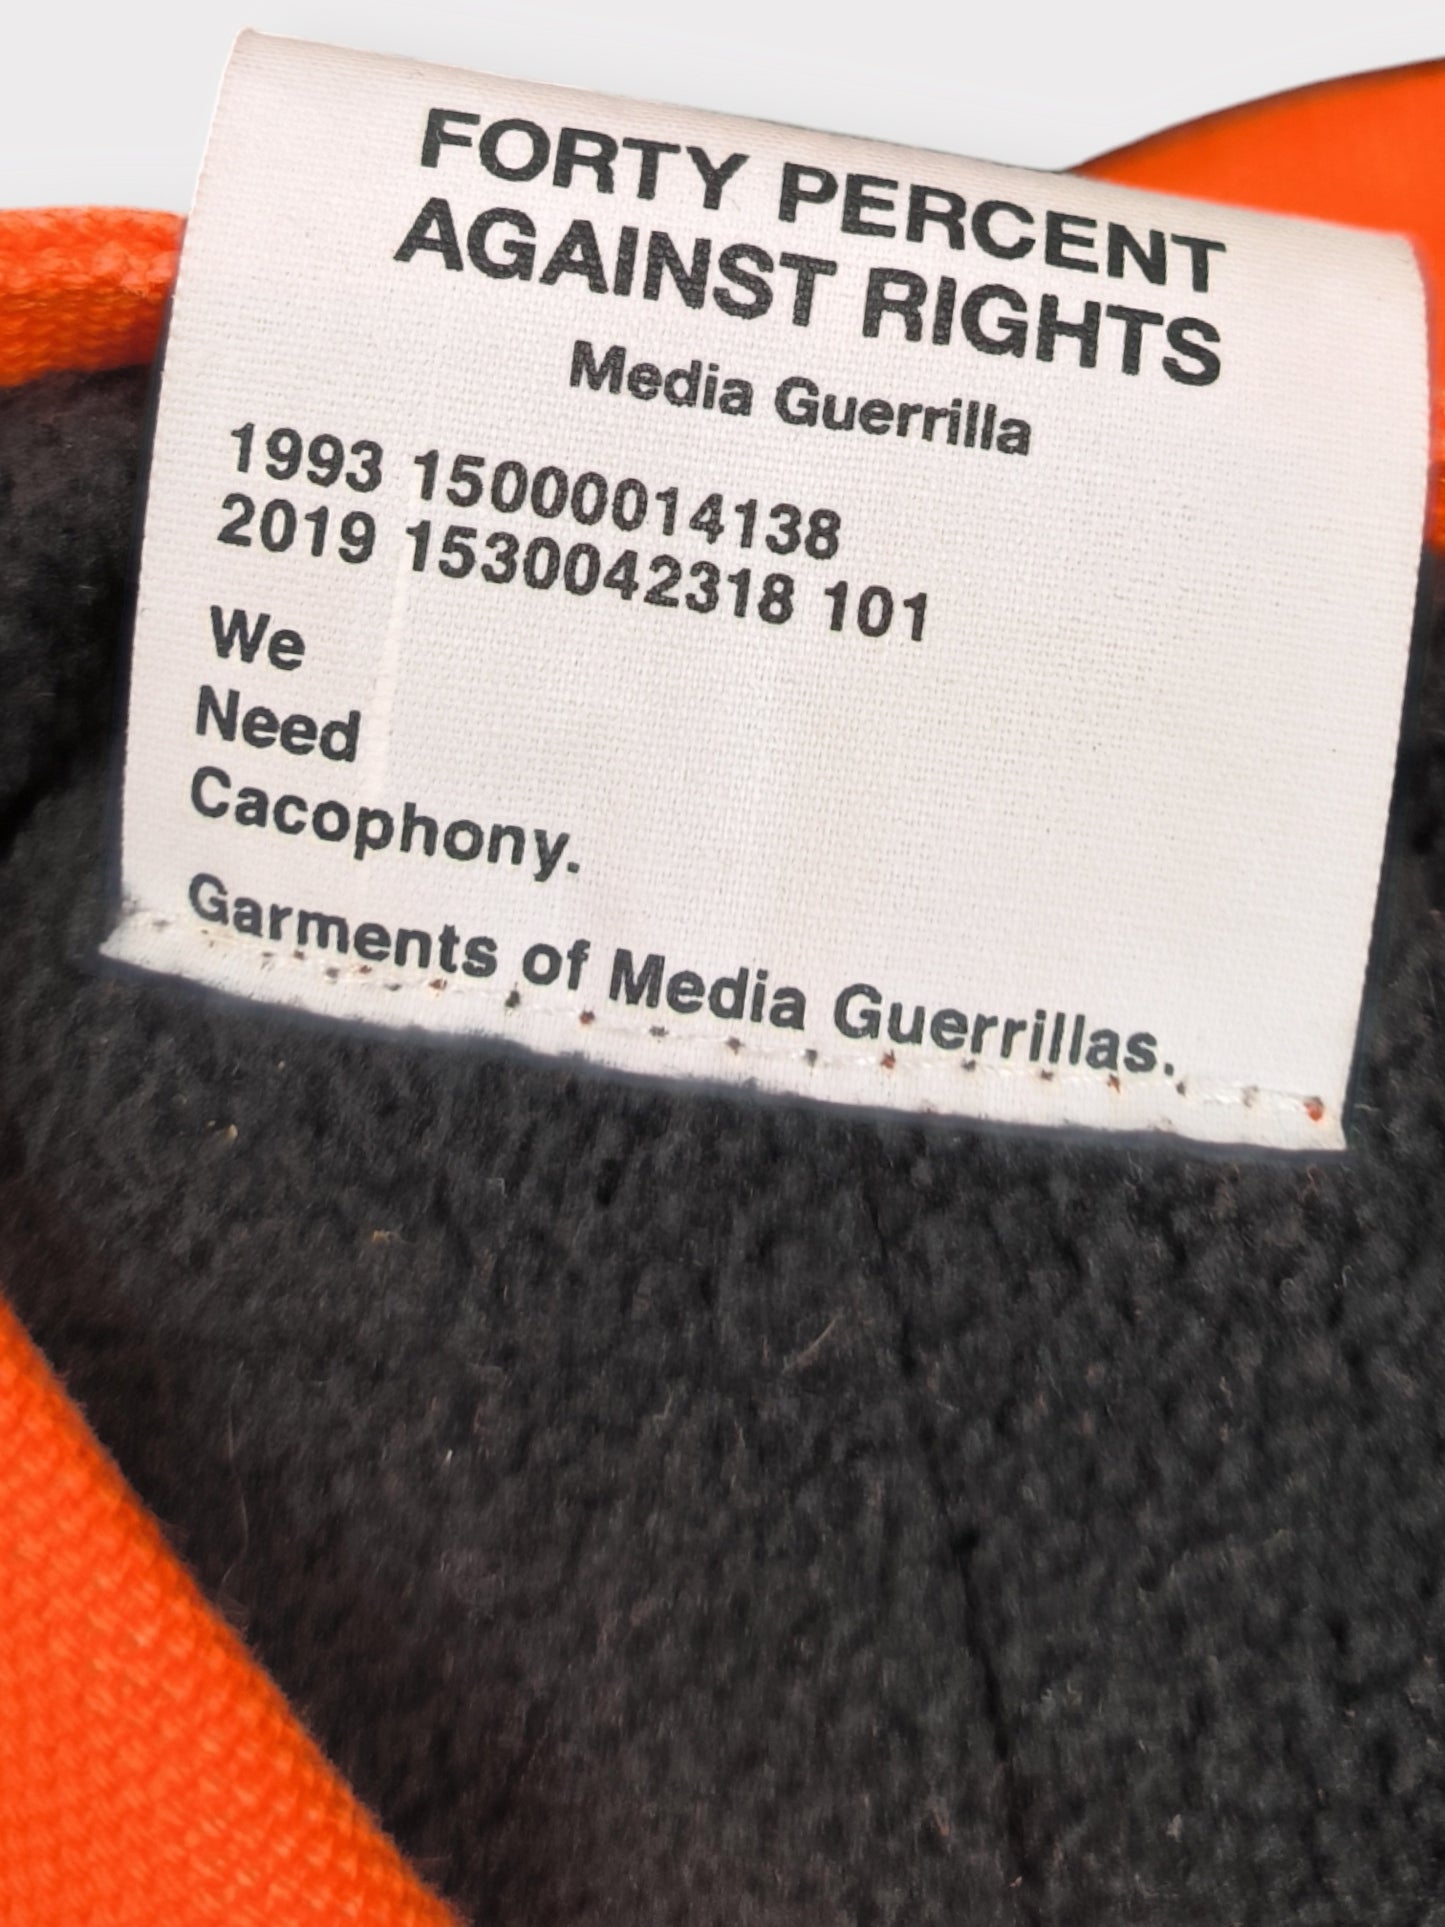 FORTY PERCENT
AGAINST RIGHTS
Media Guerrilla
1993 15000014138
2019 1530042318 101
We
Need
Cacophony.
Garments of Media Guerrillas.